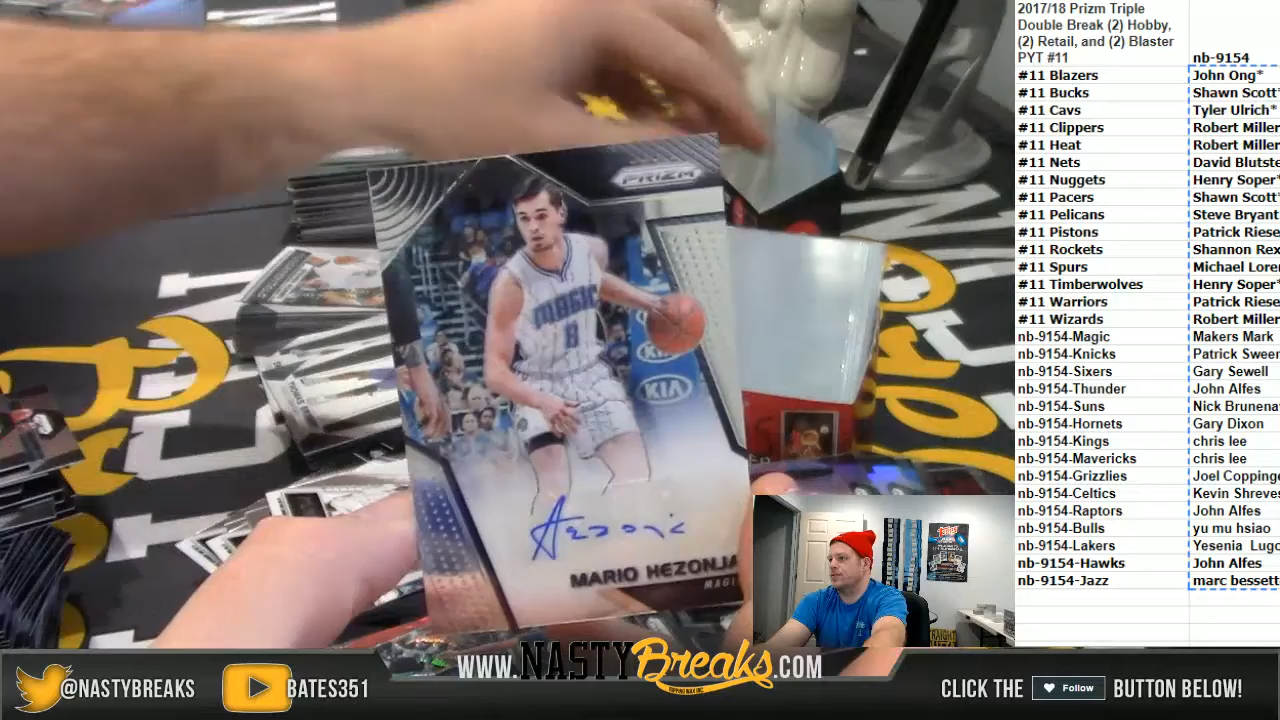 2017/18 Prizm Triple
Double Break (2) Hobby,
(2) Retail, and (2) Blaster
PYT #11 nb-9154
#11 Blazers John Ong*
#11 Bucks Shawn Scott*
#11 Cavs Tyler Ulrich*
#11 Clippers Robert Miller
#11 Heat Robert Miller
#11 Nets David Blutste
#11 Nuggets Henry Soper*
#11 Pacers Shawn Scott*
#11 Pelicans Steve Bryant
#11 Pistons Patrick Riese
#11 Rockets Shannon Rex
#11 Spurs Michael Loren
#11 Timberwolves Henry Soper*
#11 Warriors Patrick Riese
#11 Wizards Robert Miller
nb-9154-Magic Makers Mark
nb-9154-Knicks Patrick Sween
nb-9154-Sixers Gary Sewell
nb-9154-Thunder John Alfes
nb-9154-Suns Nick Brunena
nb-9154-Hornets Gary Dixon
nb-9154-Kings chris lee
nb-9154-Mavericks chris lee
nb-9154-Grizzlies Joel Copping
nb-9154-Celtics Kevin Shreve
nb-9154-Raptors John Alfes
nb-9154-Bulls yu mu hsiao
nb-9154-Lakers Yesenia Lugo
nb-9154-Hawks John Alfes
nb-9154-Jazz marc bessett
PRIZM
MAGIC
8
KIA
KIA
Hezonja
MARIO HEZONJA
MAGI
@NASTYBREAKS
BATES351
WWW.NASTYBreaks.COM
RIPPING WAX INC
CLICK THE Follow BUTTON BELOW!